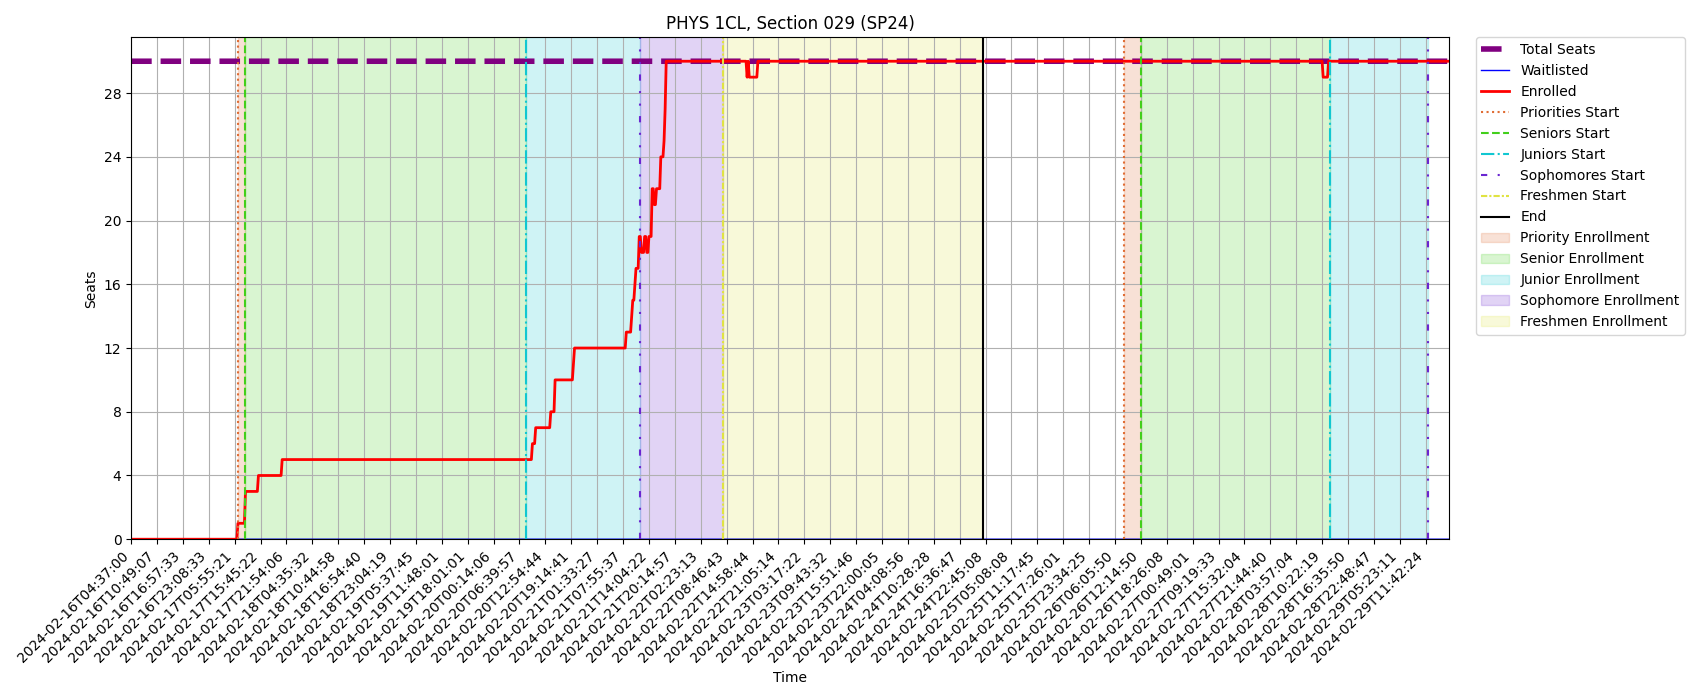 PHYS 1CL, Section 029 (SP24)
Seats
28
24
20
16
12
8
4
0
2024-02-16T04:37:00
2024-02-16T10:49:07
2024-02-16T16:57:33
2024-02-16T23:08:33
2024-02-17T05:55:21
2024-02-17T15:45:22
2024-02-17T21:54:06
2024-02-18T04:35:32
2024-02-18T10:44:58
2024-02-18T16:54:40
2024-02-18T23:04:19
2024-02-19T05:37:45
2024-02-19T11:48:01
2024-02-19T18:01:01
2024-02-20T00:14:06
2024-02-20T06:39:57
2024-02-20T12:54:44
2024-02-20T19:14:41
2024-02-21T01:33:27
2024-02-21T07:55:37
2024-02-21T14:04:22
2024-02-21T20:14:57
2024-02-22T02:23:13
2024-02-22T08:46:43
2024-02-22T14:58:44
2024-02-22T21:05:14
2024-02-23T03:17:22
2024-02-23T09:43:32
2024-02-23T15:51:46
2024-02-23T22:00:05
2024-02-24T04:08:56
2024-02-24T10:28:28
2024-02-24T16:36:47
2024-02-24T22:45:08
2024-02-25T05:08:08
2024-02-25T11:17:45
2024-02-25T17:26:01
2024-02-25T23:34:25
2024-02-26T06:05:50
2024-02-26T12:14:50
2024-02-26T18:26:08
2024-02-27T00:49:01
2024-02-27T09:19:33
2024-02-27T15:32:04
2024-02-27T21:44:40
2024-02-28T03:57:04
2024-02-28T10:22:19
2024-02-28T16:35:50
2024-02-28T22:48:47
2024-02-29T05:23:11
2024-02-29T11:42:24
Time
Total Seats
Waitlisted
Enrolled
Priorities Start
Seniors Start
Juniors Start
Sophomores Start
Freshmen Start
End
Priority Enrollment
Senior Enrollment
Junior Enrollment
Sophomore Enrollment
Freshmen Enrollment